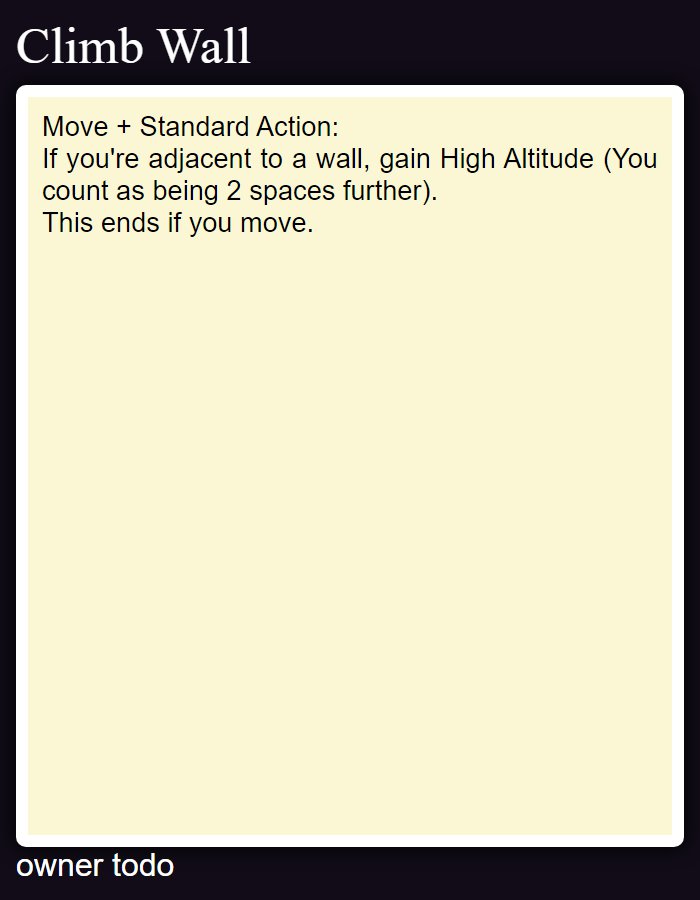 Climb Wall
Move + Standard Action:
If you're adjacent to a wall, gain High Altitude (You
count as being 2 spaces further).
This ends if you move.
owner todo